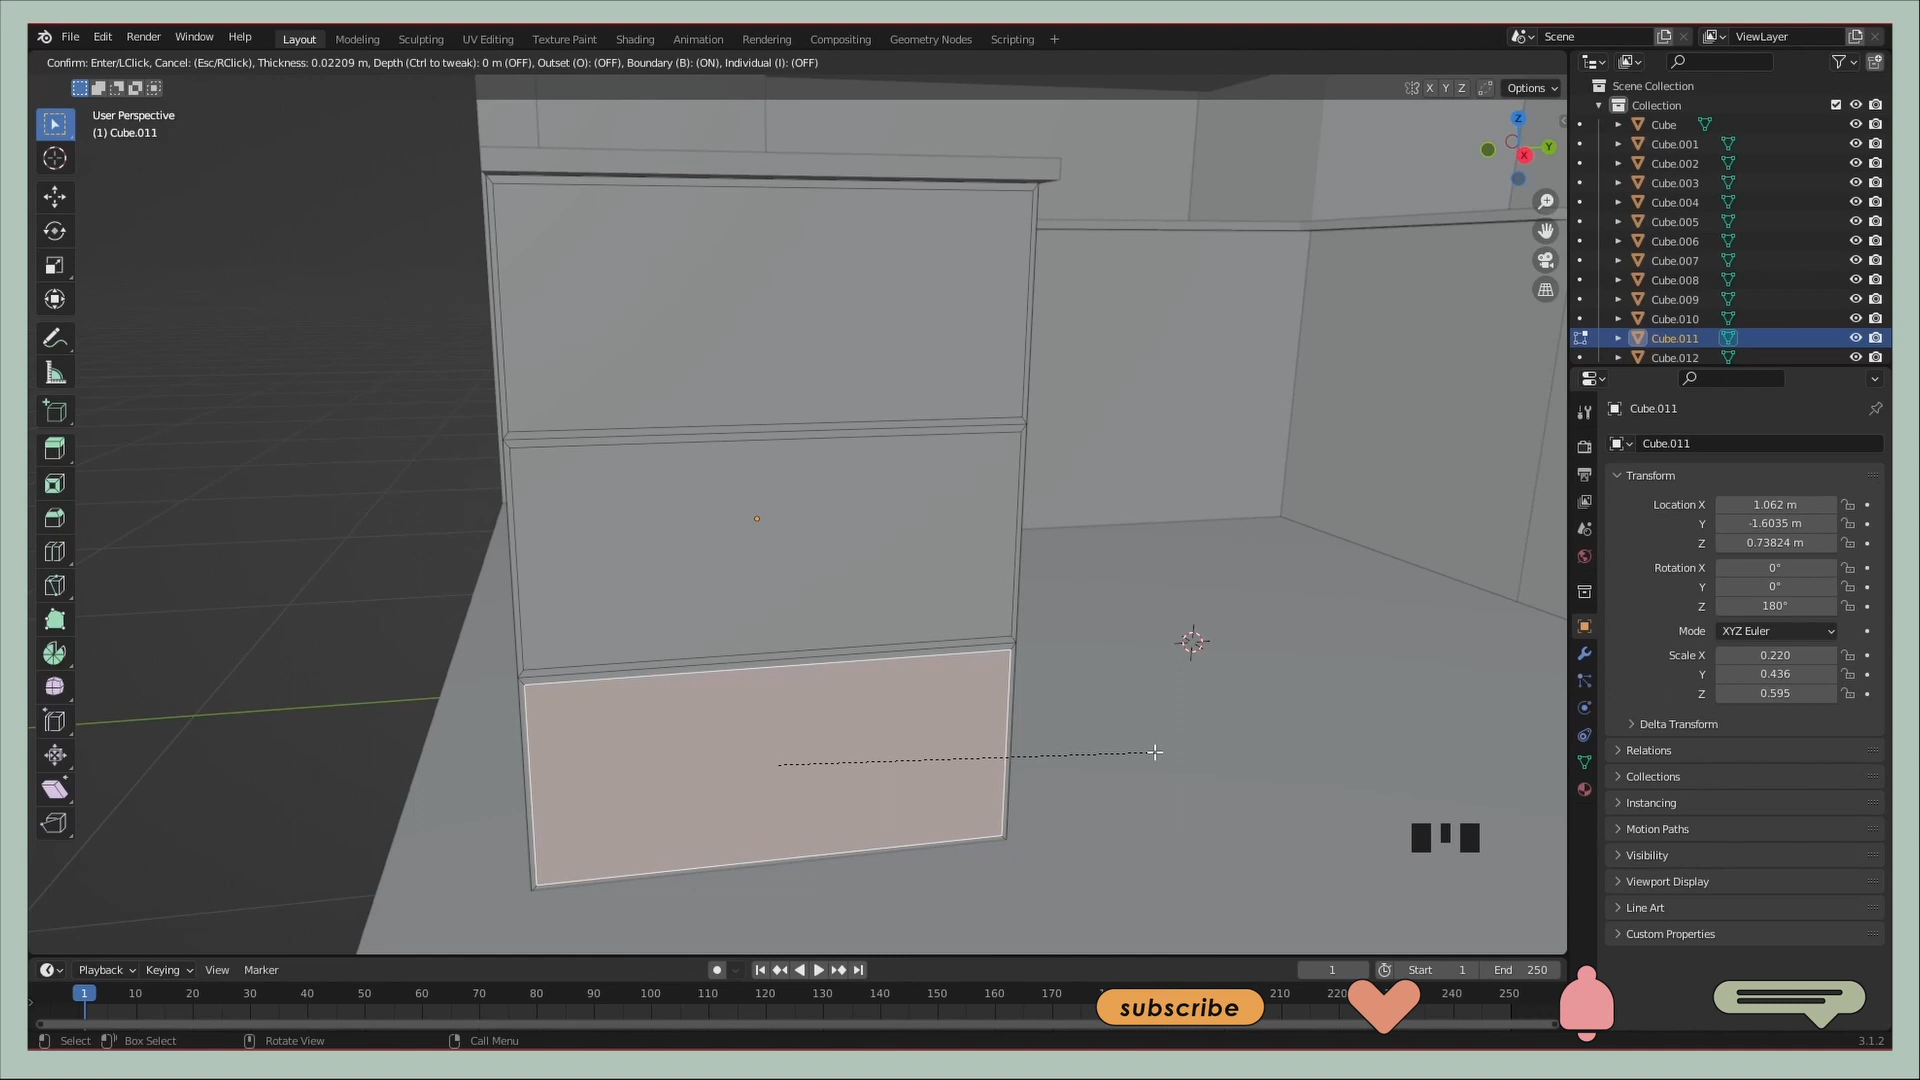 File Edit Render Window Help Layout Modeling Sculpting UV Editing Texture Paint Shading Animation Rendering Compositing Geometry Nodes Scripting + Scene ViewLayer
Confirm: Enter/LClick, Cancel: (Esc/RClick), Thickness: 0.02209 m, Depth (Ctrl to tweak): 0 m (OFF), Outset (O): (OFF), Boundary (B): (ON), Individual (I): (OFF)
X Y Z Options
User Perspective
(1) Cube.011
Z
X
Y
Scene Collection
Collection
Cube
Cube.001
Cube.002
Cube.003
Cube.004
Cube.005
Cube.006
Cube.007
Cube.008
Cube.009
Cube.010
Cube.011
Cube.012
Cube.011
Cube.011
Transform
Location X 1.062 m
Y -1.6035 m
Z 0.73824 m
Rotation X 0°
Y 0°
Z 180°
Mode XYZ Euler
Scale X 0.220
Y 0.436
Z 0.595
Delta Transform
Relations
Collections
Instancing
Motion Paths
Visibility
Viewport Display
Line Art
Custom Properties
Playback Keying View Marker 1 Start 1 End 250
1 10 20 30 40 50 60 70 80 90 100 110 120 130 140 150 160 170 210 220 240 250
subscribe
Select Box Select Rotate View Call Menu 3.1.2